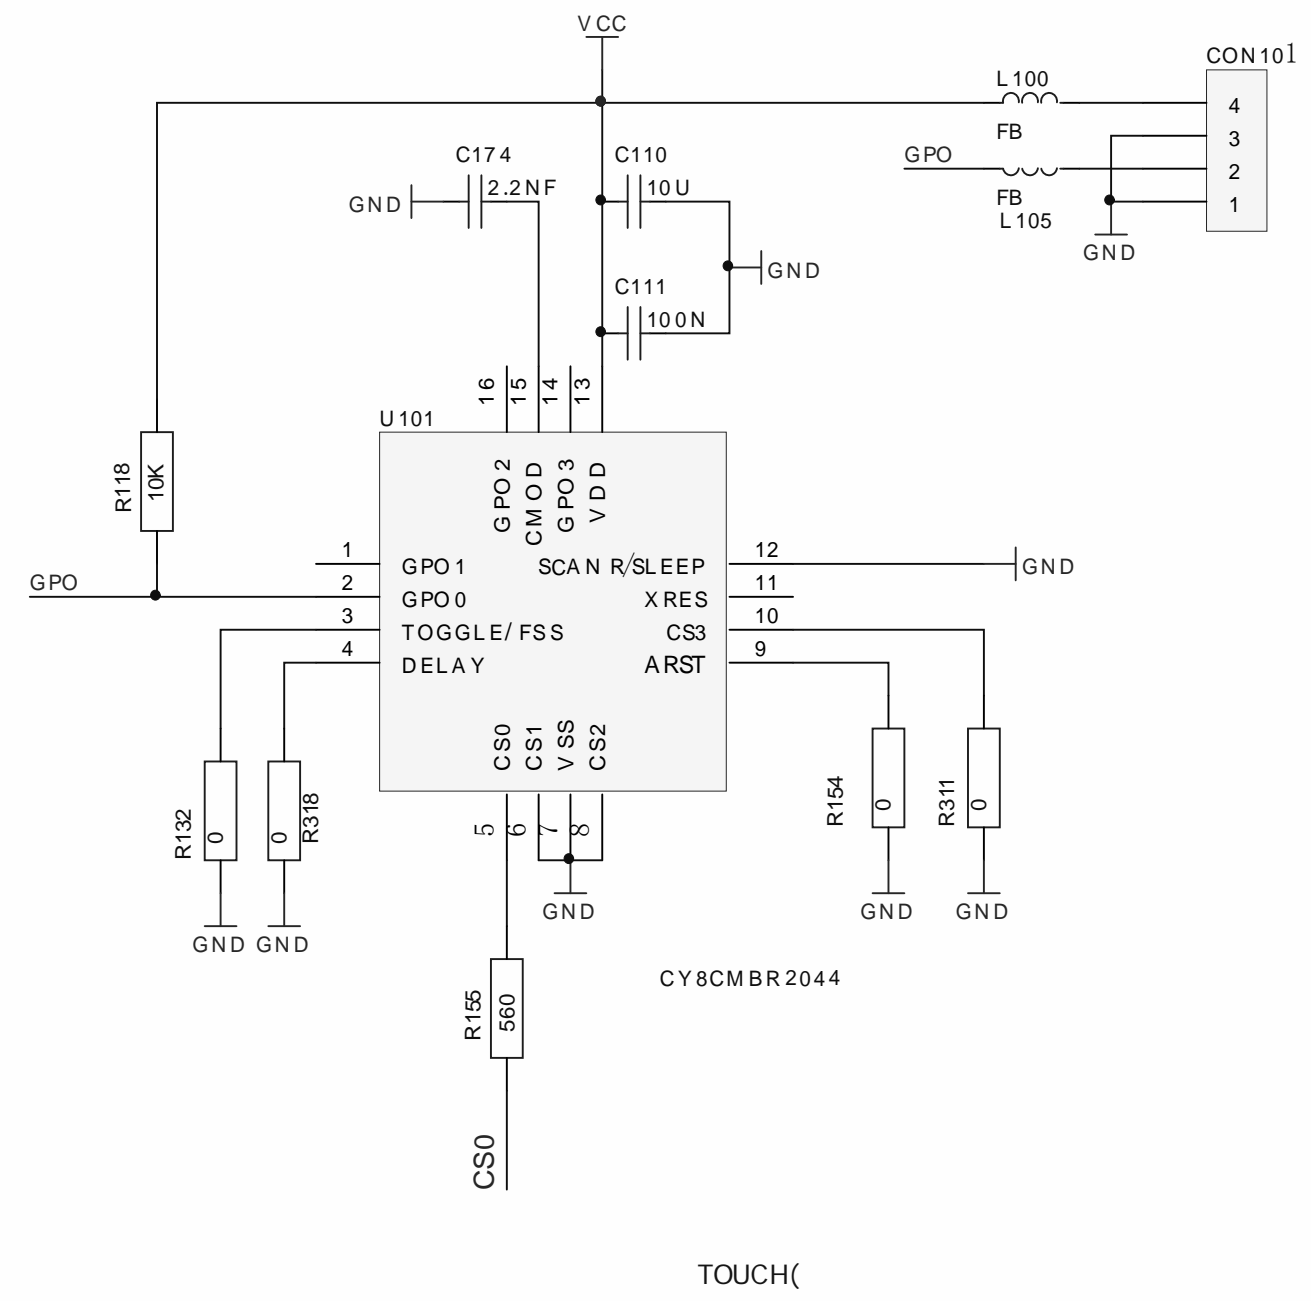 VCC
CON101
L100
4
FB
3
GPO
2
C174
C110
2.2NF
10U
FB
1
GND
L105
GND
GND
C111
100N
16
15
14
13
U101
R118
10K
GPO2
CMOD
GPO3
VDD
1
GPO1
SCAN R/SLEEP
12
GND
GPO
2
GPO0
XRES
11
3
TOGGLE/FSS
CS3
10
4
DELAY
ARST
9
CS0
CS1
VSS
CS2
R132
0
0
R318
5
6
7
8
R154
0
R311
0
GND
GND
GND
GND
GND
CY8CMBR2044
R155
560
CS0
TOUCH(